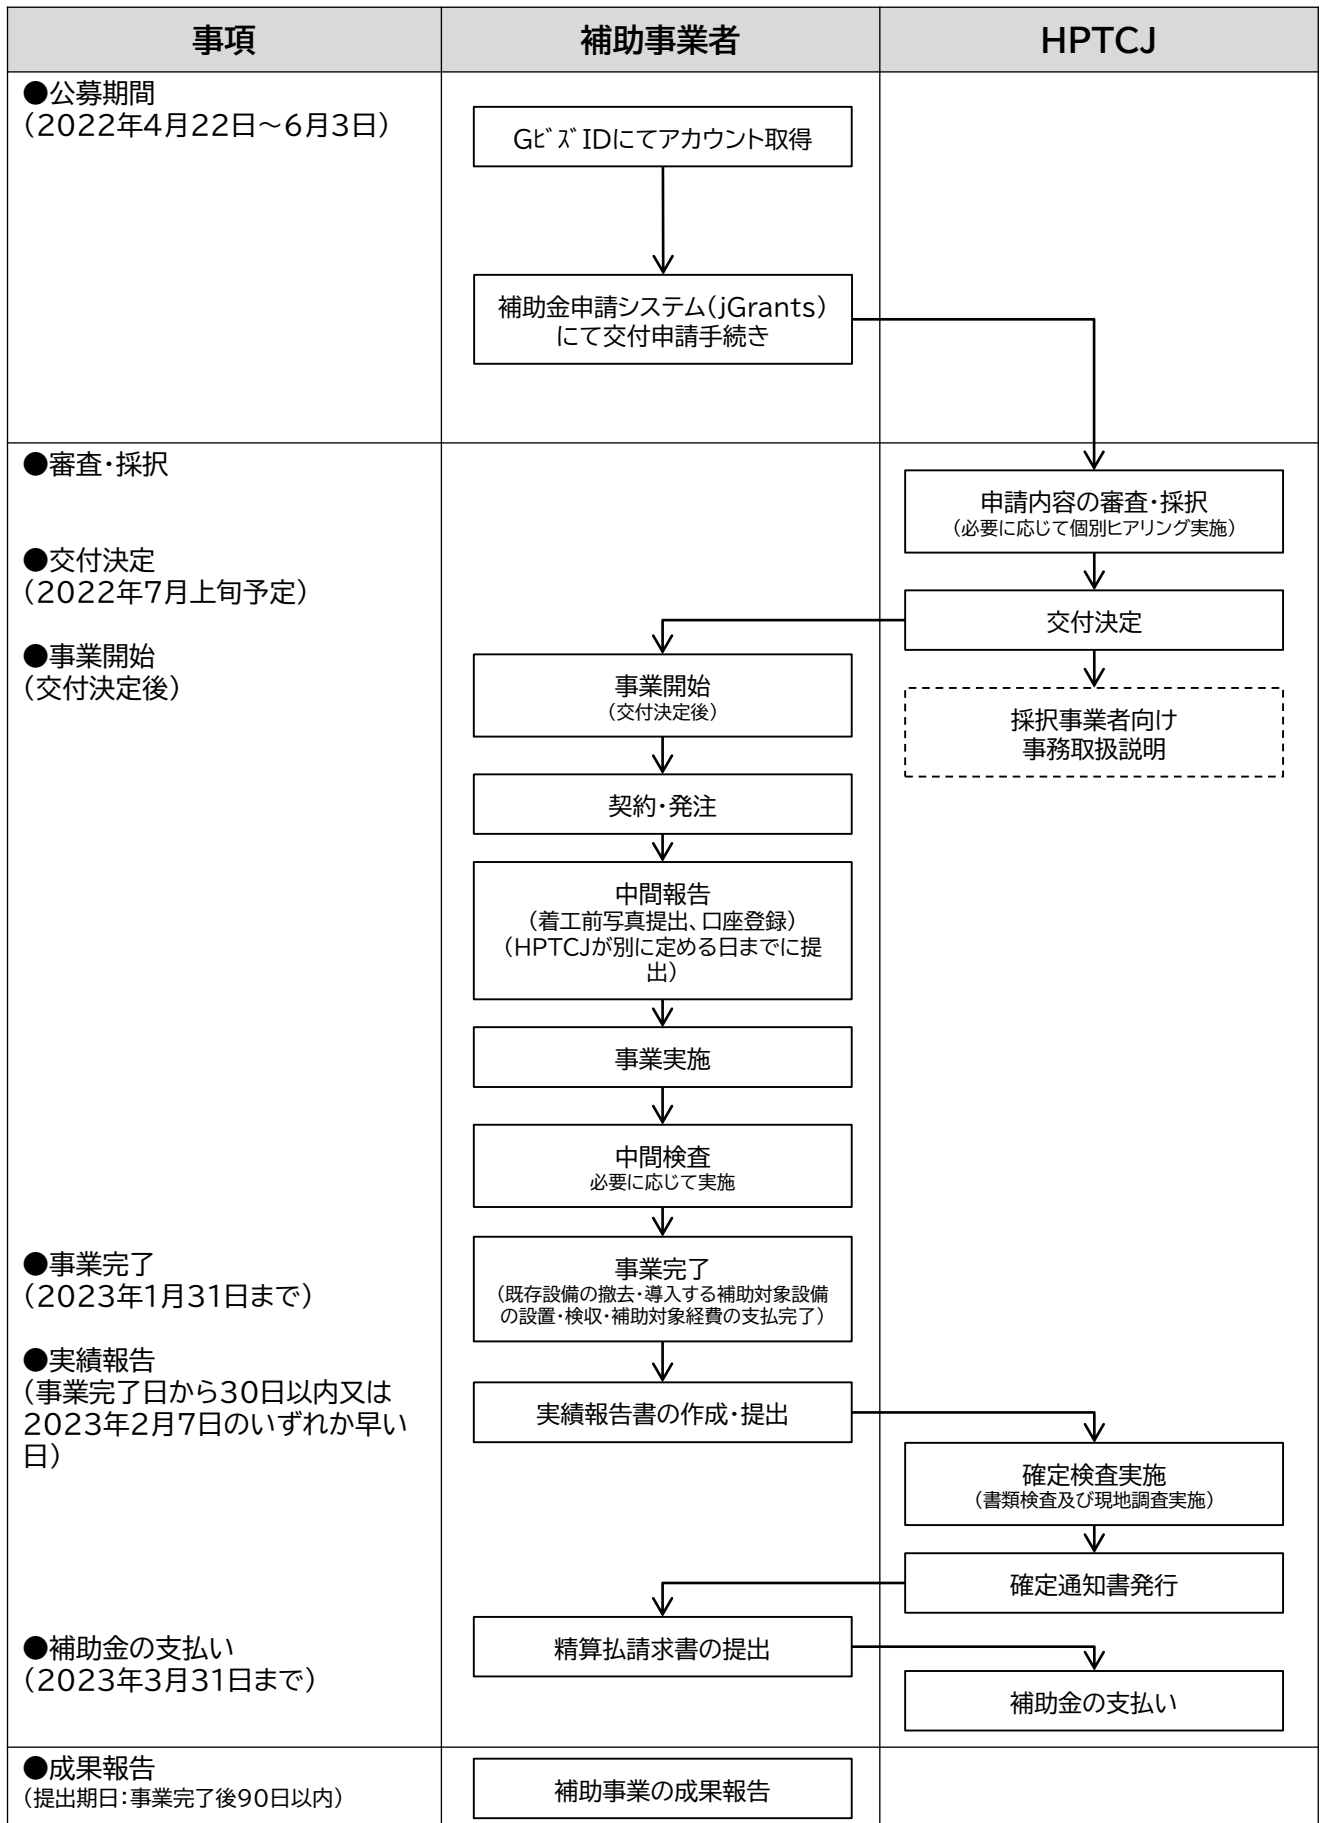 事項
補助事業者
HPTCJ
●公募期間
（2022年4月22日～6月3日）
Gﾋﾞｽﾞ IDにてアカウント取得
補助金申請システム（jGrants）
にて交付申請手続き
●審査・採択
申請内容の審査・採択
（必要に応じて個別ヒアリング実施）
●交付決定
（2022年7月上旬予定）
交付決定
●事業開始
（交付決定後）
事業開始
（交付決定後）
採択事業者向け
事務取扱説明
契約・発注
中間報告
（着工前写真提出、口座登録）
（HPTCJが別に定める日までに提
出）
事業実施
中間検査
必要に応じて実施
●事業完了
（2023年1月31日まで）
事業完了
（既存設備の撤去・導入する補助対象設備
の設置・検収・補助対象経費の支払完了）
●実績報告
（事業完了日から30日以内又は
2023年2月7日のいずれか早い
日）
実績報告書の作成・提出
確定検査実施
（書類検査及び現地調査実施）
確定通知書発行
●補助金の支払い
（2023年3月31日まで）
精算払請求書の提出
補助金の支払い
●成果報告
（提出期日：事業完了後90日以内）
補助事業の成果報告